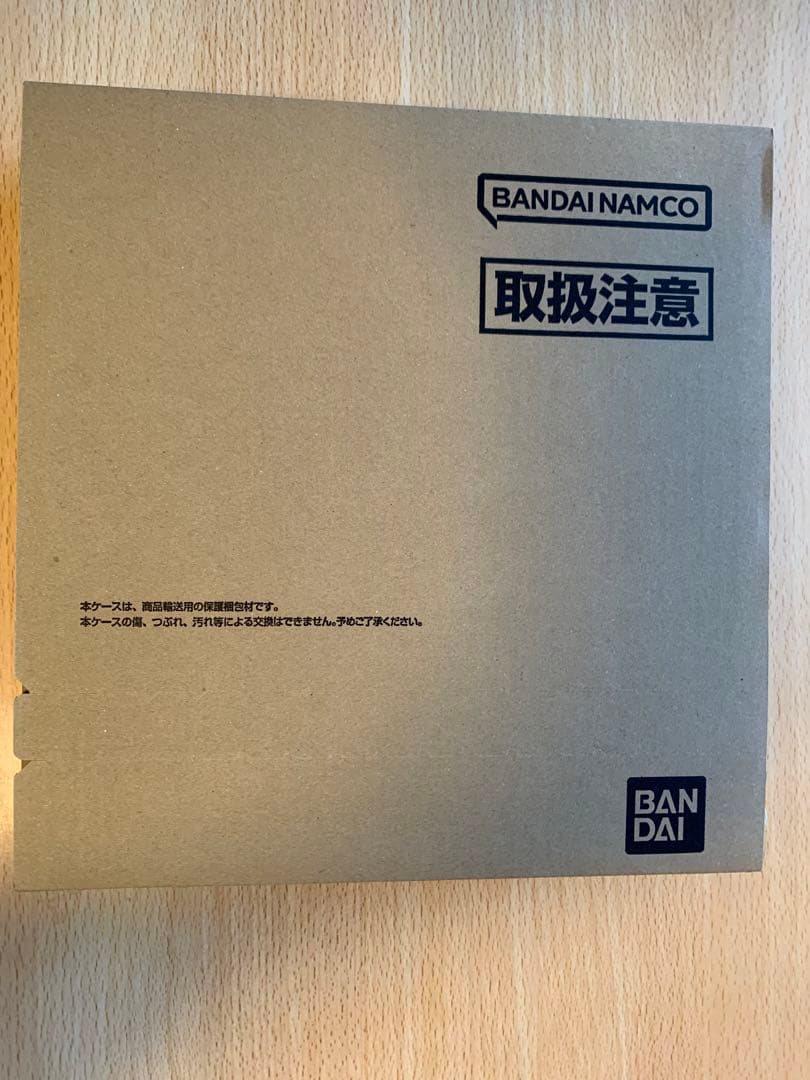 BANDAI NAMCO
取扱注意
本ケースは、商品輸送用の保護梱包材です。
本ケースの傷、つぶれ、汚れ等による交換はできません。予めご了承ください。
BAN
DAI